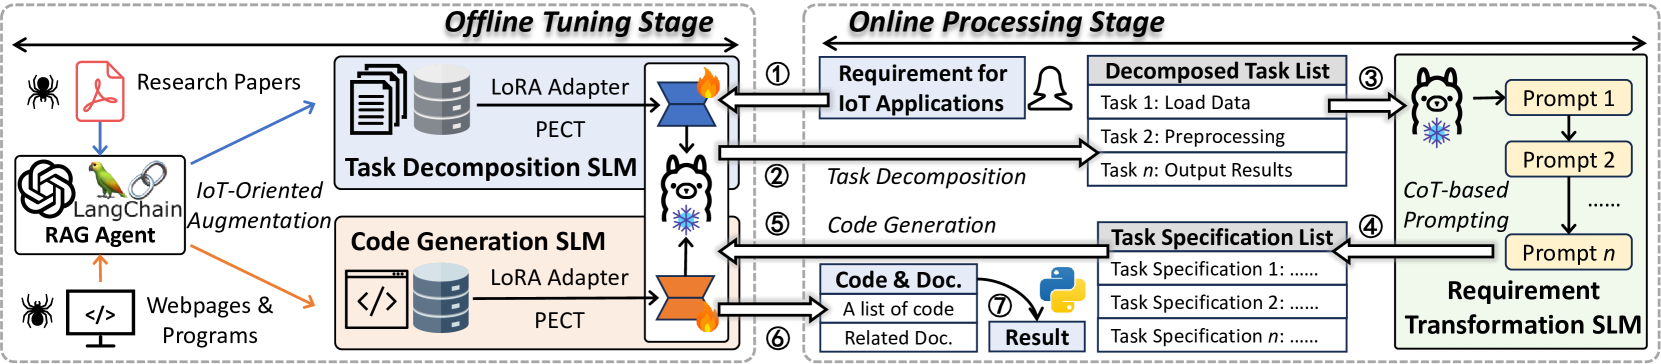 Offline Tuning Stage
Research Papers
LangChain
RAG Agent
IoT-Oriented
Augmentation
Webpages &
Programs
</>
LoRA Adapter
PECT
Task Decomposition SLM
Code Generation SLM
</>
LoRA Adapter
PECT
Online Processing Stage
①
Requirement for
IoT Applications
②
Task Decomposition
Decomposed Task List
Task 1: Load Data
Task 2: Preprocessing
Task n: Output Results
③
Prompt 1
Prompt 2
......
Prompt n
CoT-based
Prompting
Requirement
Transformation SLM
④
Task Specification List
Task Specification 1: ......
Task Specification 2: ......
Task Specification n: ......
⑤
Code Generation
⑥
Code & Doc.
A list of code
Related Doc.
⑦
Result